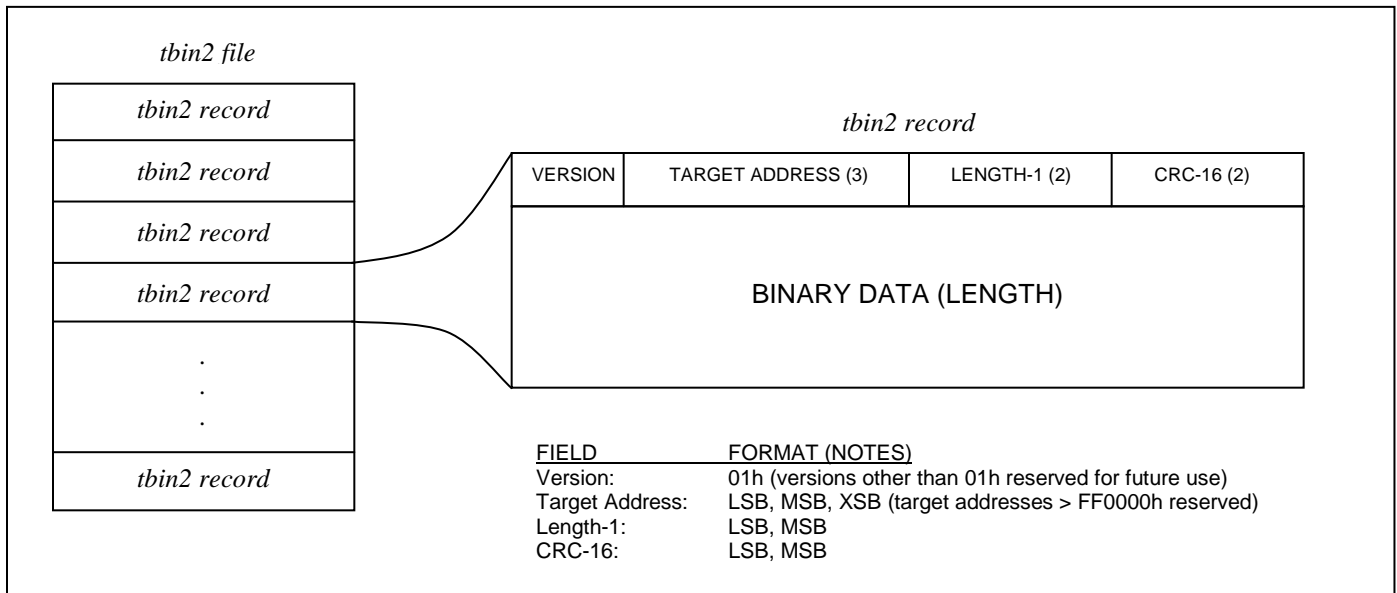 tbin2 file
tbin2 record
tbin2 record
tbin2 record
tbin2 record
.
.
.
tbin2 record
tbin2 record
VERSION TARGET ADDRESS (3) LENGTH-1 (2) CRC-16 (2)
BINARY DATA (LENGTH)
FIELD FORMAT (NOTES)
Version: 01h (versions other than 01h reserved for future use)
Target Address: LSB, MSB, XSB (target addresses > FF0000h reserved)
Length-1: LSB, MSB
CRC-16: LSB, MSB